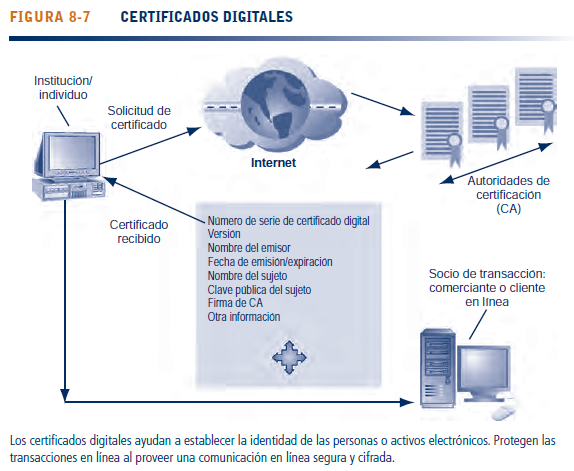 FIGURA 8-7 CERTIFICADOS DIGITALES
Institución/
individuo
Solicitud de
certificado
Internet
Autoridades de
certificación
(CA)
Certificado
recibido
Número de serie de certificado digital
Versión
Nombre del emisor
Fecha de emisión/expiración
Nombre del sujeto
Clave pública del sujeto
Firma de CA
Otra información
Socio de transacción:
comerciante o cliente
en línea
Los certificados digitales ayudan a establecer la identidad de las personas o activos electrónicos. Protegen las
transacciones en línea al proveer una comunicación en línea segura y cifrada.